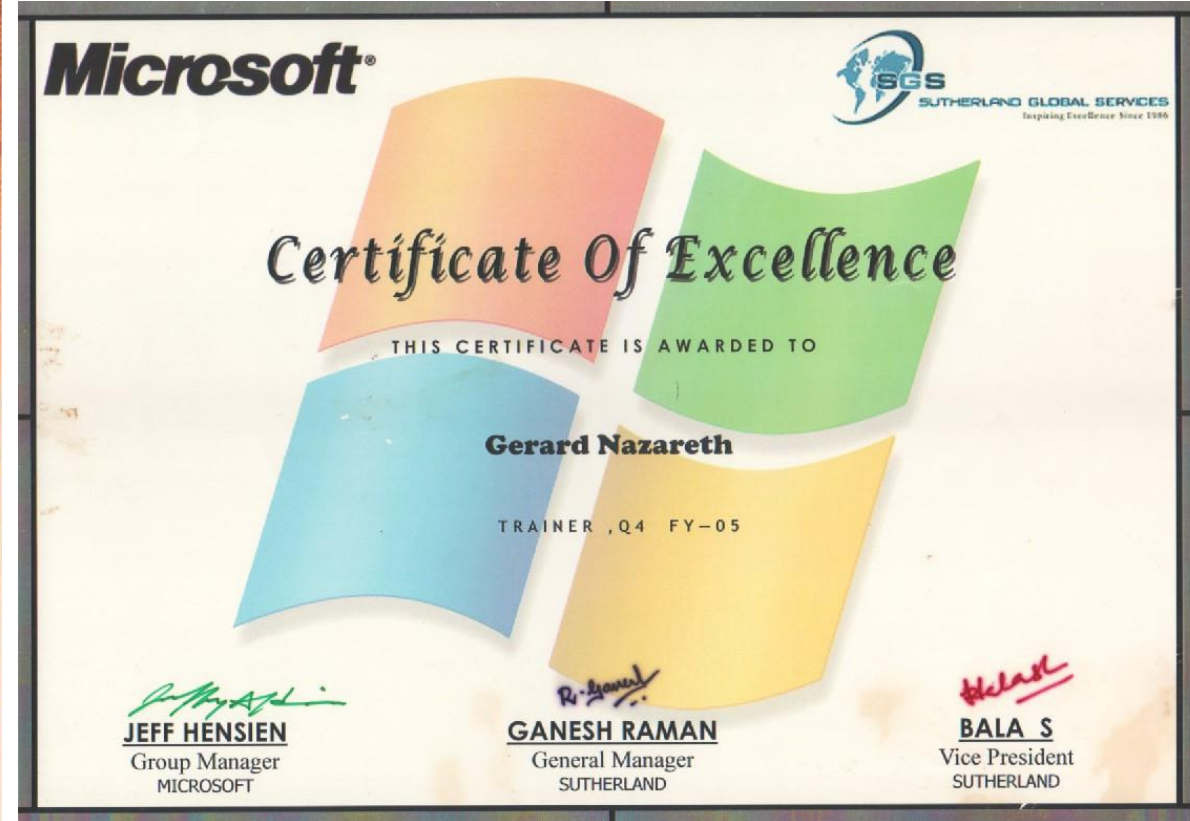 Microsoft®
SGS
SUTHERLAND GLOBAL SERVICES
Inspiring Excellence Since 1986
Certificate Of Excellence
THIS CERTIFICATE IS AWARDED TO
Gerard Nazareth
TRAINER ,Q4 FY-05
JEFF HENSIEN
Group Manager
MICROSOFT
GANESH RAMAN
General Manager
SUTHERLAND
BALA S
Vice President
SUTHERLAND